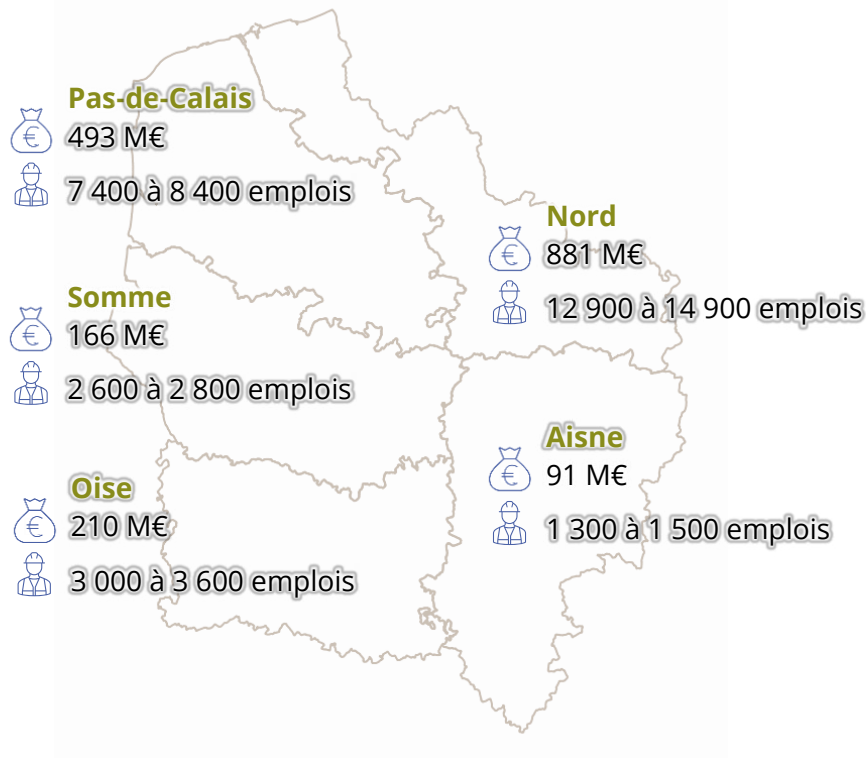 Pas-de-Calais
€ 493 M€
7 400 à 8 400 emplois
Nord
€ 881 M€
12 900 à 14 900 emplois
Somme
€ 166 M€
2 600 à 2 800 emplois
Aisne
€ 91 M€
1 300 à 1 500 emplois
Oise
€ 210 M€
3 000 à 3 600 emplois